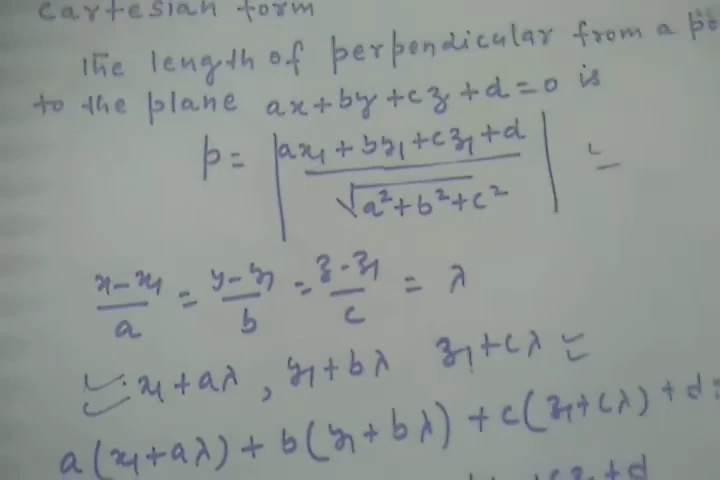 Cartesian form
The length of perpendicular from a
to the plane ax+by+cz+d=0 is
p = |ax₁+by₁+cz₁+d / √a²+b²+c²|
x-x₁/a = y-y₁/b = z-z₁/c = λ
x₁+aλ, y₁+bλ z₁+cλ
a(x₁+aλ)+b(y₁+bλ)+c(z₁+cλ)+d=
cz₁+d